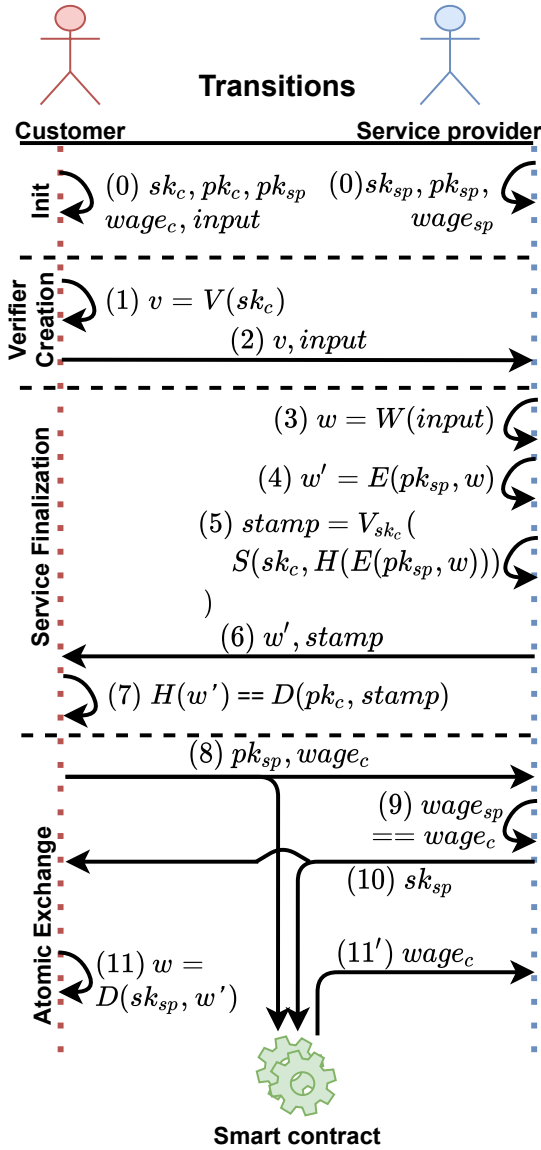 Transitions
Customer
Service provider
Init
(0) sk_c, pk_c, pk_sp
wage_c, input
(0)sk_sp, pk_sp,
wage_sp
Verifier
Creation
(1) v = V(sk_c)
(2) v, input
Service Finalization
(3) w = W(input)
(4) w′ = E(pk_sp, w)
(5) stamp = V_sk_c(
S(sk_c, H(E(pk_sp, w)))
)
(6) w′, stamp
(7) H(w') == D(pk_c, stamp)
Atomic Exchange
(8) pk_sp, wage_c
(9) wage_sp
== wage_c
(10) sk_sp
(11) w =
D(sk_sp, w')
(11′) wage_c
Smart contract